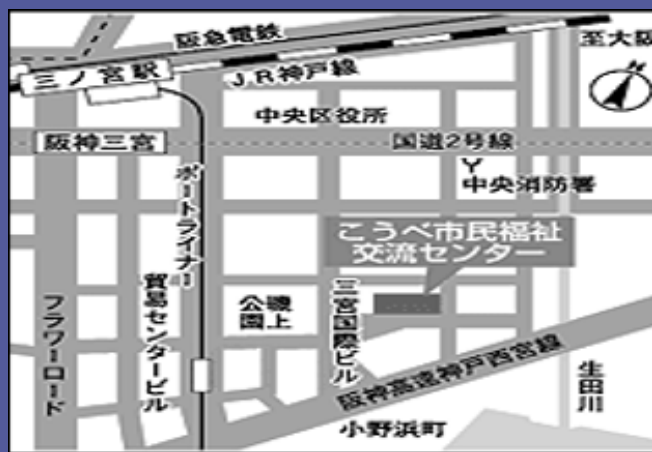 阪急電鉄
至大阪
三ノ宮駅
JR神戸線
N
中央区役所
阪神三宮
国道2号線
Y
中央消防署
ポートライナー
こうべ市民福祉
交流センター
フラワーロード
貿易センタービル
磯上
公園
三宮国際ビル
阪神高速神戸西宮線
生田川
小野浜町